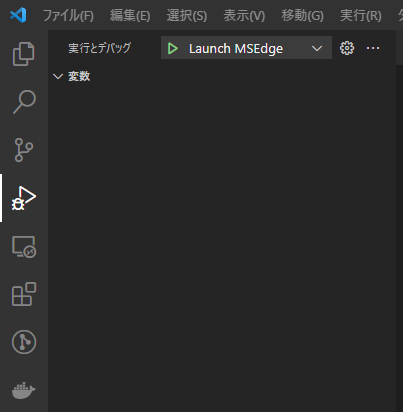 ファイル(F) 編集(E) 選択(S) 表示(V) 移動(G) 実行(R)
実行とデバッグ Launch MSEdge
変数